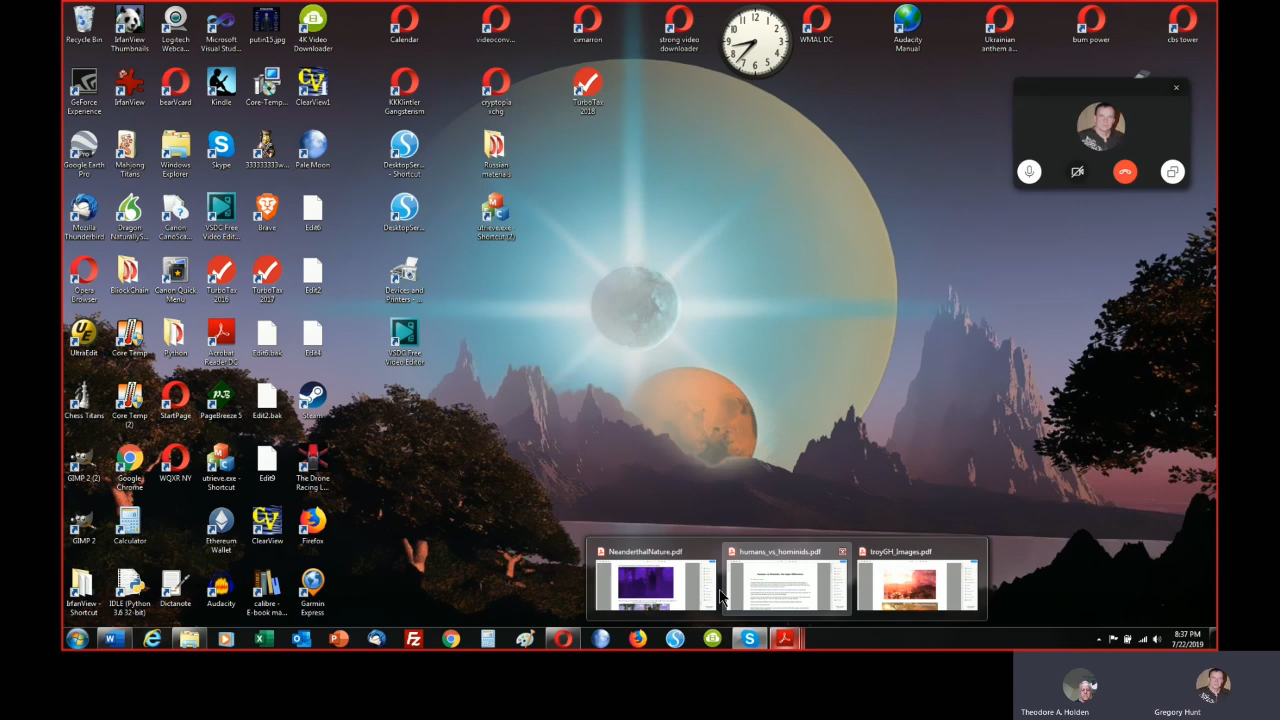 Recycle Bin
IrfanView
Thumbnails
Logitech
Webca...
Microsoft
Visual Stud...
putin15.jpg
4K Video
Downloader
Calendar
videoconv...
cimarron
strong video
downloader
WMAL DC
Audacity
Manual
Ukrainian
anthem a...
bum power
cbs tower
GeForce
Experience
IrfanView
bearVcard
Kindle
Core-Temp...
ClearView1
KKKlintler
Gangsterism
cryptopia
xchg
TurboTax
2018
Google Earth
Pro
Mahjong
Titans
Windows
Explorer
Skype
333333333w...
Pale Moon
DesktopSer...
- Shortcut
Russian
materials
Mozilla
Thunderbird
Dragon
NaturallyS...
Canon
CanoSca...
VSDC Free
Video Edit...
Brave
Edit6
DesktopSer...
utrieve.exe -
Shortcut (2)
Opera
Browser
BlockChain
Canon Quick
Menu
TurboTax
2016
TurboTax
2017
Edit2
Devices and
Printers - ...
UltraEdit
Core Temp
Python
Acrobat
Reader DC
Edit6.bak
Edit4
VSDC Free
Video Editor
Chess Titans
Core Temp
(2)
StartPage
PageBreeze 5
Edit2.bak
Steam
GIMP 2 (2)
Google
Chrome
WQXR NY
utrieve.exe -
Shortcut
Edit9
The Drone
Racing L...
GIMP 2
Calculator
Ethereum
Wallet
ClearView
Firefox
IrfanView -
Shortcut
IDLE (Python
3.6 32-bit)
Dictanote
Audacity
calibre -
E-book ma...
Garmin
Express
NeanderthalNature.pdf
humans_vs_hominids.pdf
troyGH_Images.pdf
8:37 PM
7/22/2019
Theodore A. Holden
Gregory Hunt